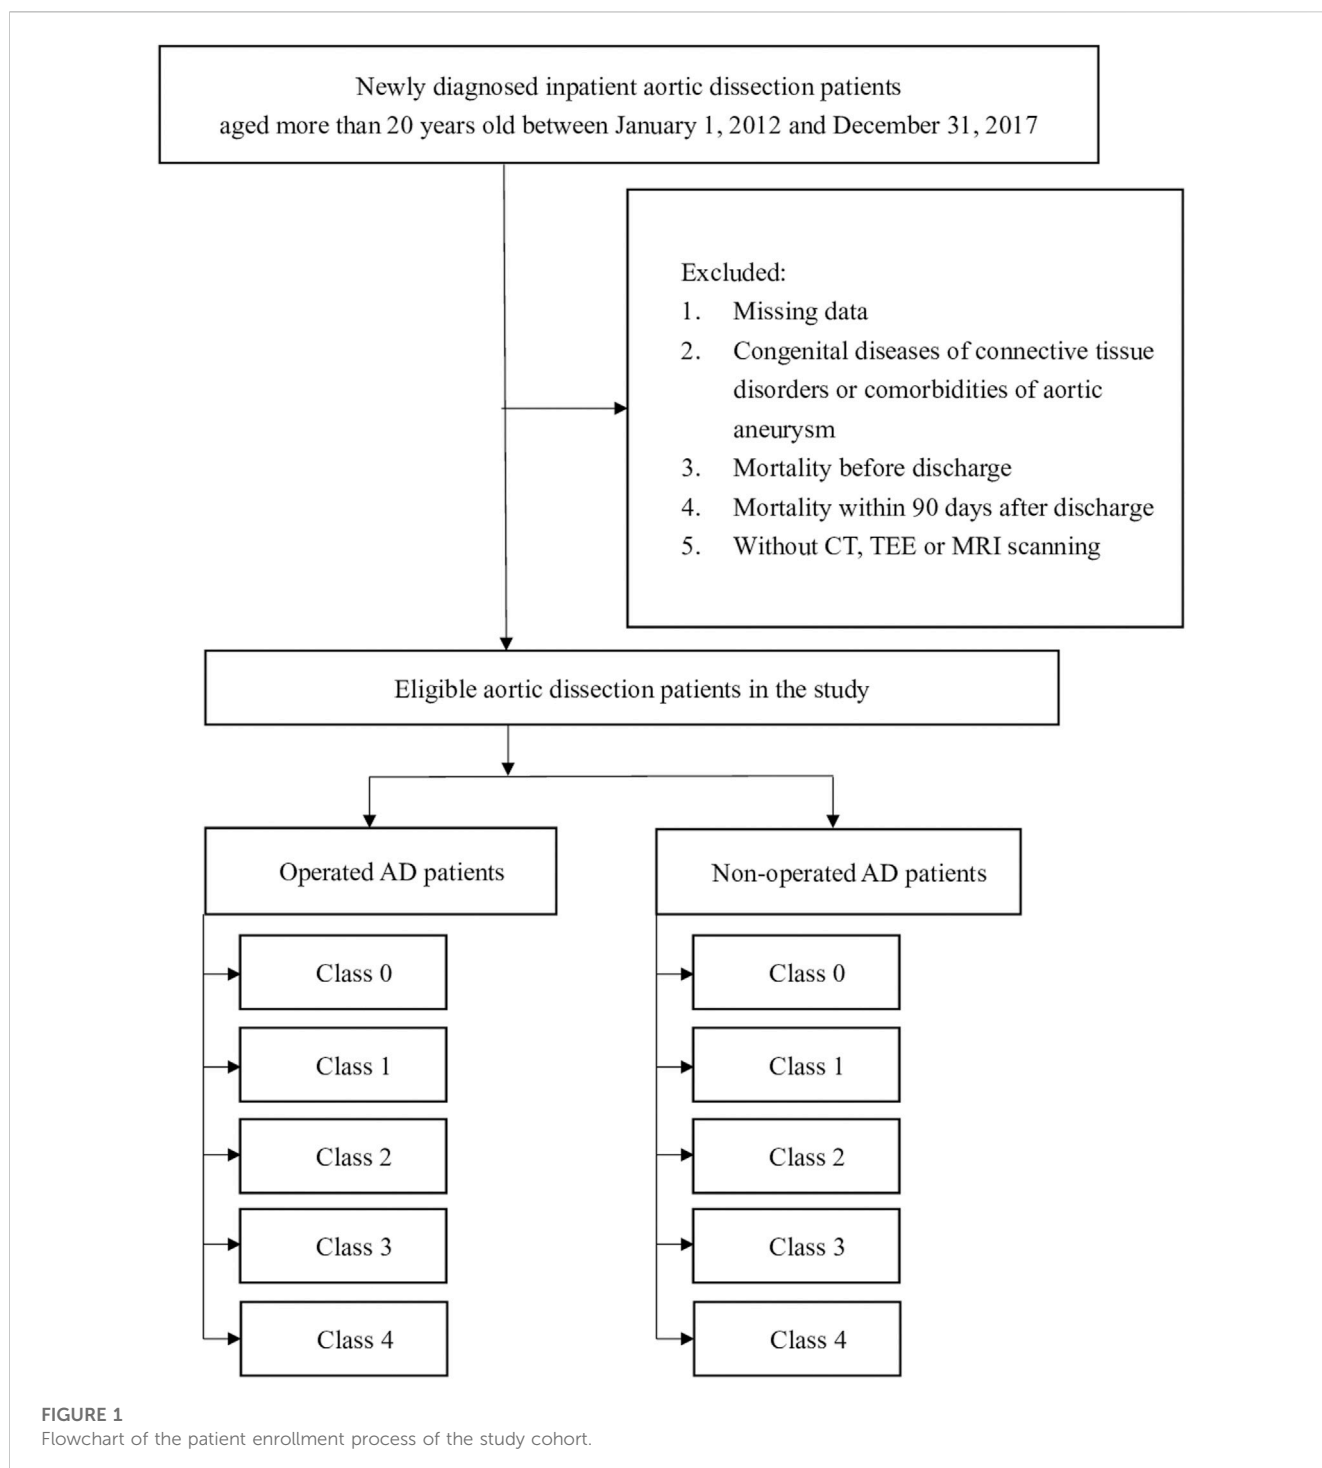 Newly diagnosed inpatient aortic dissection patients
aged more than 20 years old between January 1, 2012 and December 31, 2017
Excluded:
1. Missing data
2. Congenital diseases of connective tissue
disorders or comorbidities of aortic
aneurysm
3. Mortality before discharge
4. Mortality within 90 days after discharge
5. Without CT, TEE or MRI scanning
Eligible aortic dissection patients in the study
Operated AD patients
Class 0
Class 1
Class 2
Class 3
Class 4
Non-operated AD patients
Class 0
Class 1
Class 2
Class 3
Class 4
FIGURE 1
Flowchart of the patient enrollment process of the study cohort.